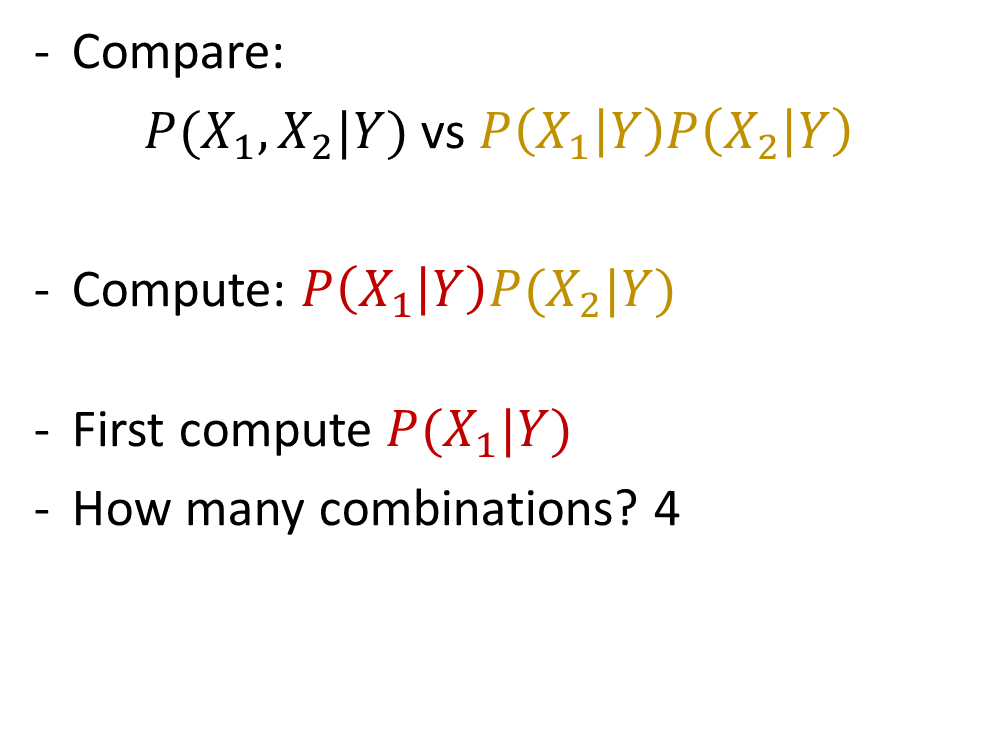 - Compare:
P(X₁, X₂|Y) vs P(X₁|Y)P(X₂|Y)
- Compute: P(X₁|Y)P(X₂|Y)
- First compute P(X₁|Y)
- How many combinations? 4